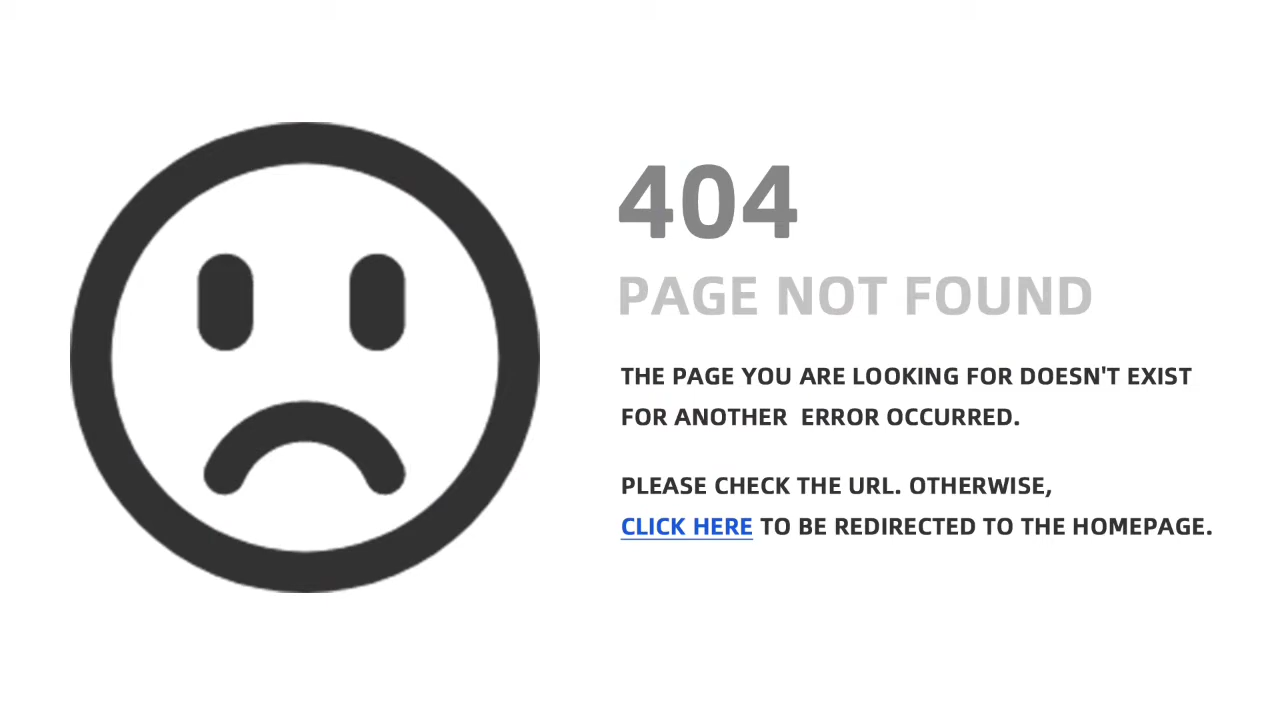 404
PAGE NOT FOUND
THE PAGE YOU ARE LOOKING FOR DOESN'T EXIST
FOR ANOTHER  ERROR OCCURRED.
PLEASE CHECK THE URL. OTHERWISE,
CLICK HERE TO BE REDIRECTED TO THE HOMEPAGE.